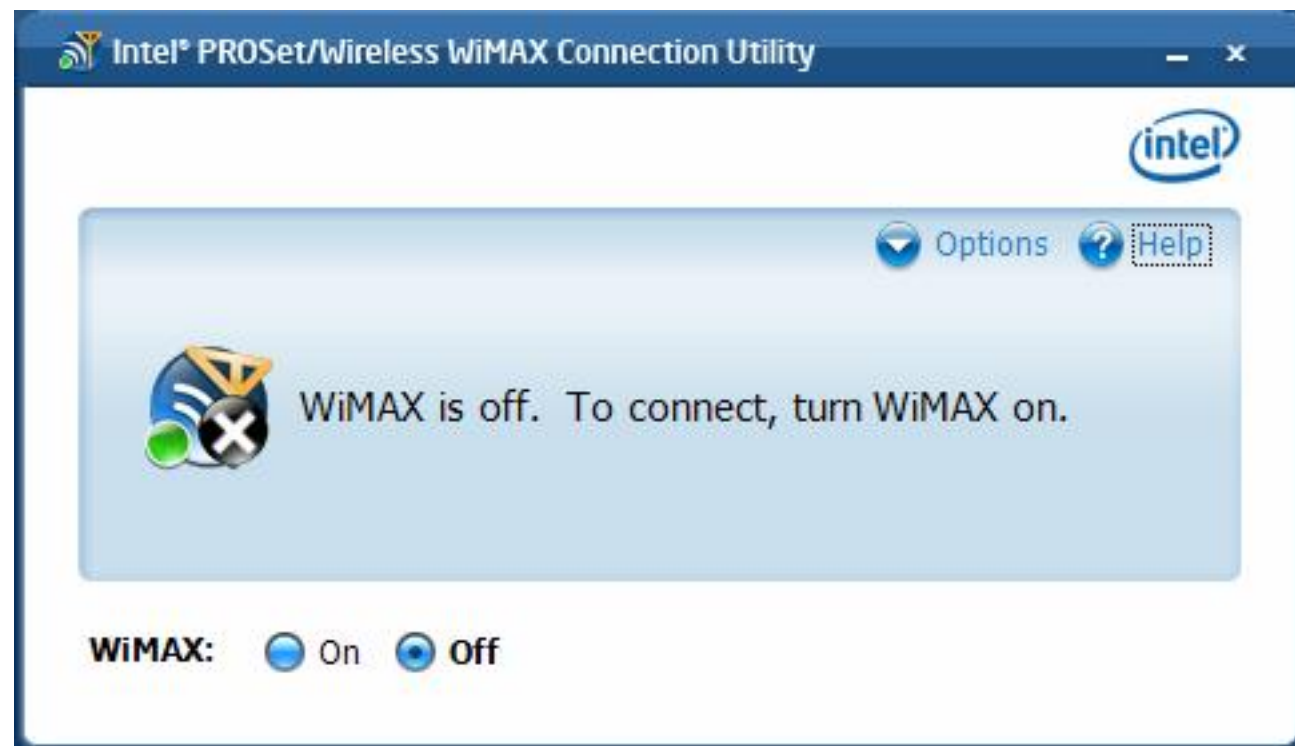 Intel® PROSet/Wireless WiMAX Connection Utility
intel
Options Help
WiMAX is off. To connect, turn WiMAX on.
WiMAX: On Off